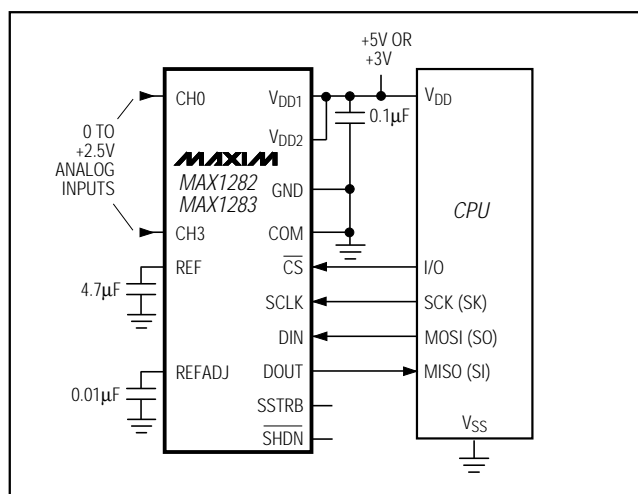 +5V OR
+3V
CH0
VDD1
VDD
0.1µF
VDD2
0 TO
+2.5V
ANALOG
INPUTS
MAXIM
MAX1282
MAX1283
GND
CPU
CH3
COM
REF
CS
I/O
4.7µF
SCLK
SCK (SK)
DIN
MOSI (SO)
REFADJ
DOUT
MISO (SI)
0.01µF
SSTRB
SHDN
VSS